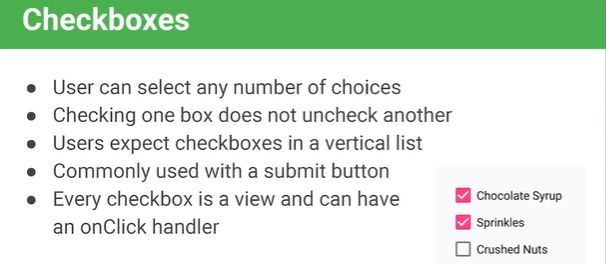 Checkboxes
● User can select any number of choices
● Checking one box does not uncheck another
● Users expect checkboxes in a vertical list
● Commonly used with a submit button
● Every checkbox is a view and can have
an onClick handler
Chocolate Syrup
Sprinkles
Crushed Nuts